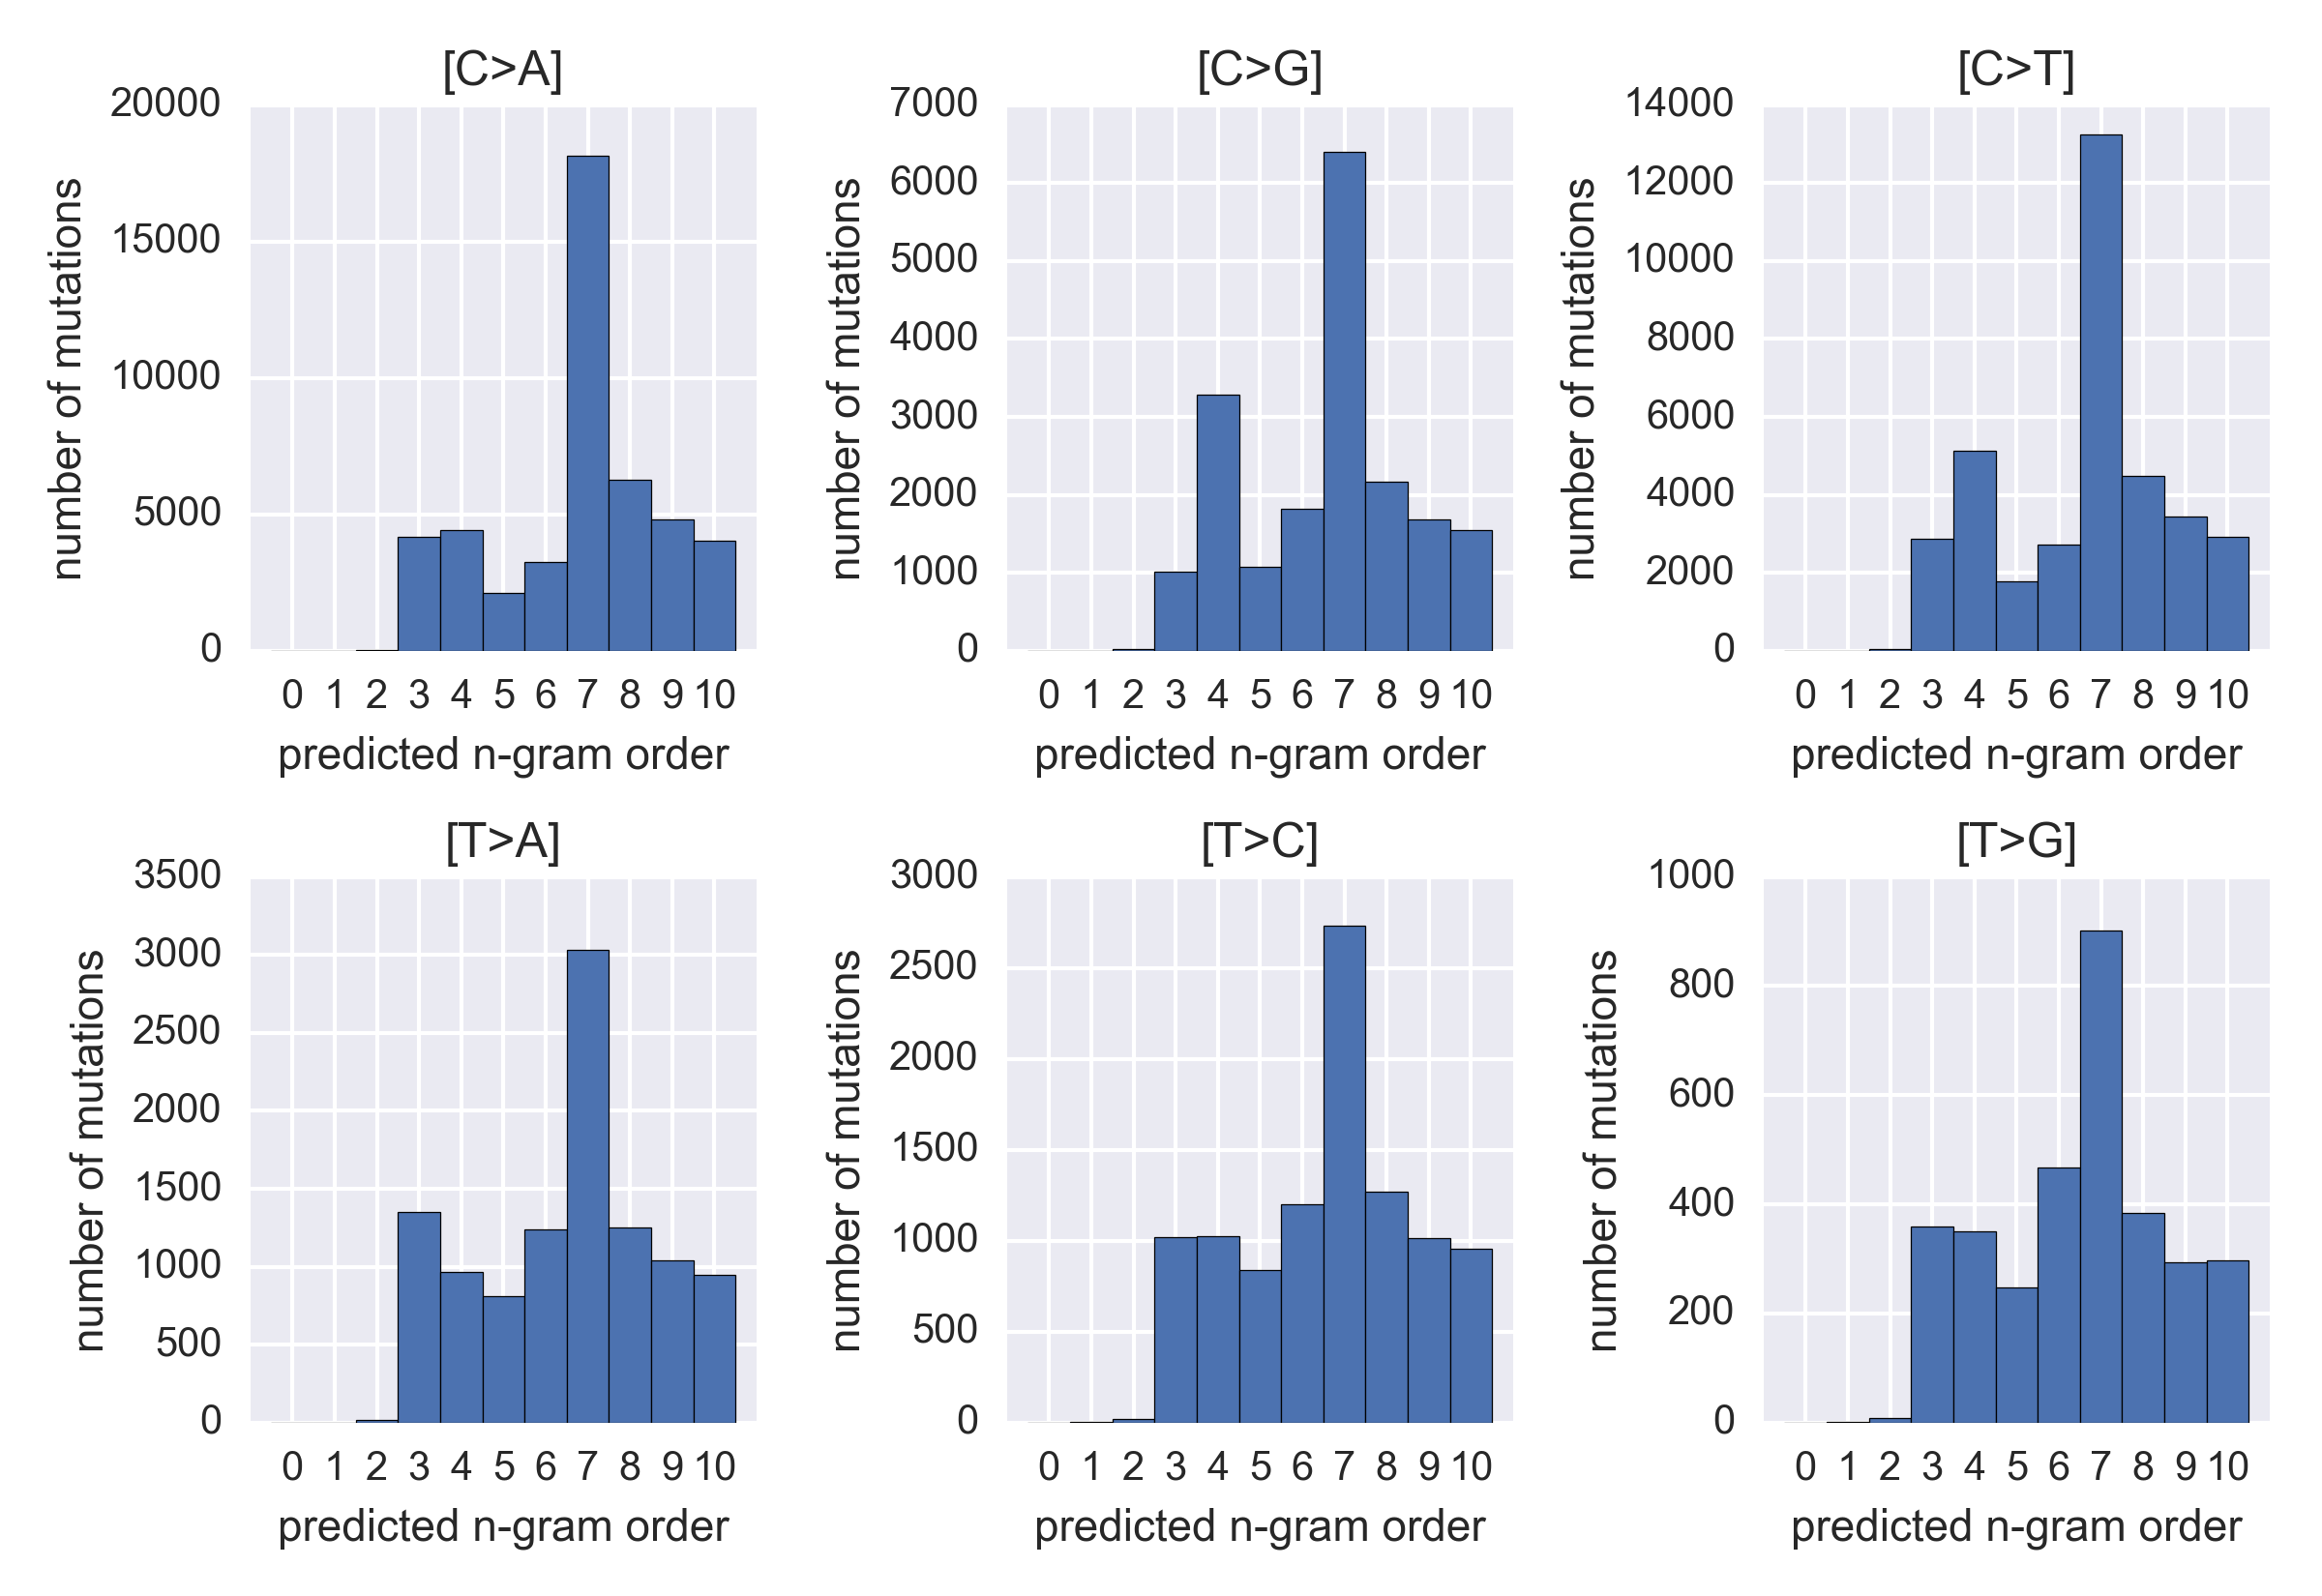 [C>A]
20000
15000
10000
5000
0
number of mutations
0 1 2 3 4 5 6 7 8 9 10
predicted n-gram order
[C>G]
7000
6000
5000
4000
3000
2000
1000
0
number of mutations
0 1 2 3 4 5 6 7 8 9 10
predicted n-gram order
[C>T]
14000
12000
10000
8000
6000
4000
2000
0
number of mutations
0 1 2 3 4 5 6 7 8 9 10
predicted n-gram order
[T>A]
3500
3000
2500
2000
1500
1000
500
0
number of mutations
0 1 2 3 4 5 6 7 8 9 10
predicted n-gram order
[T>C]
3000
2500
2000
1500
1000
500
0
number of mutations
0 1 2 3 4 5 6 7 8 9 10
predicted n-gram order
[T>G]
1000
800
600
400
200
0
number of mutations
0 1 2 3 4 5 6 7 8 9 10
predicted n-gram order